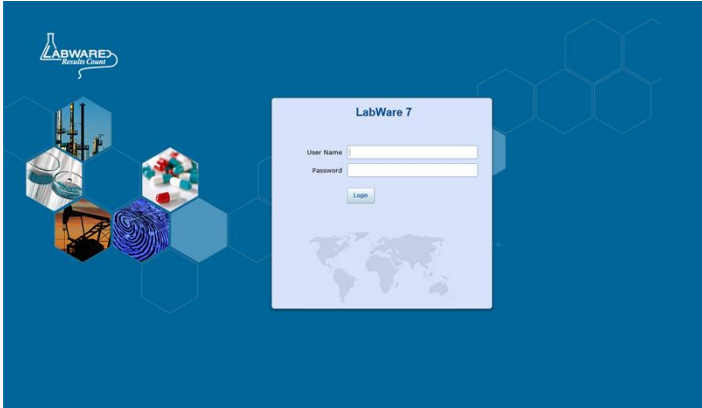 LABWARE
Results Count
LabWare 7
User Name
Password
Login